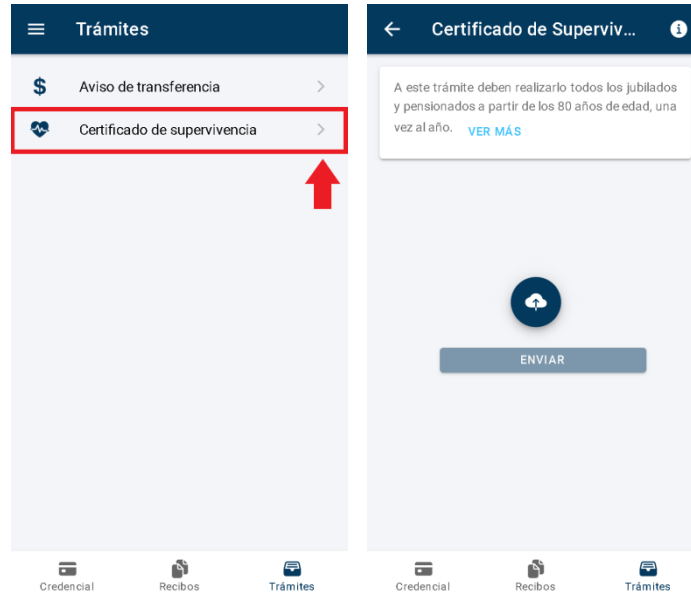 Trámites
Aviso de transferencia
Certificado de supervivencia
Credencial
Recibos
Trámites
Certificado de Superviv...
A este trámite deben realizarlo todos los jubilados
y pensionados a partir de los 80 años de edad, una
vez al año. VER MÁS
ENVIAR
Credencial
Recibos
Trámites